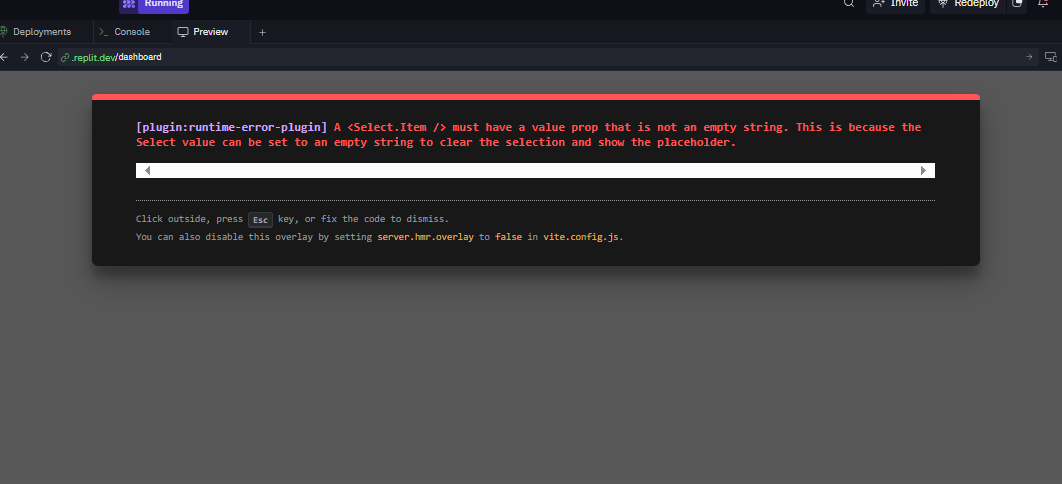 Running
Invite
Redeploy
Deployments
>_ Console
Preview
+
.replit.dev/dashboard
[plugin:runtime-error-plugin] A <Select.Item /> must have a value prop that is not an empty string. This is because the
Select value can be set to an empty string to clear the selection and show the placeholder.
Click outside, press Esc key, or fix the code to dismiss.
You can also disable this overlay by setting server.hmr.overlay to false in vite.config.js.